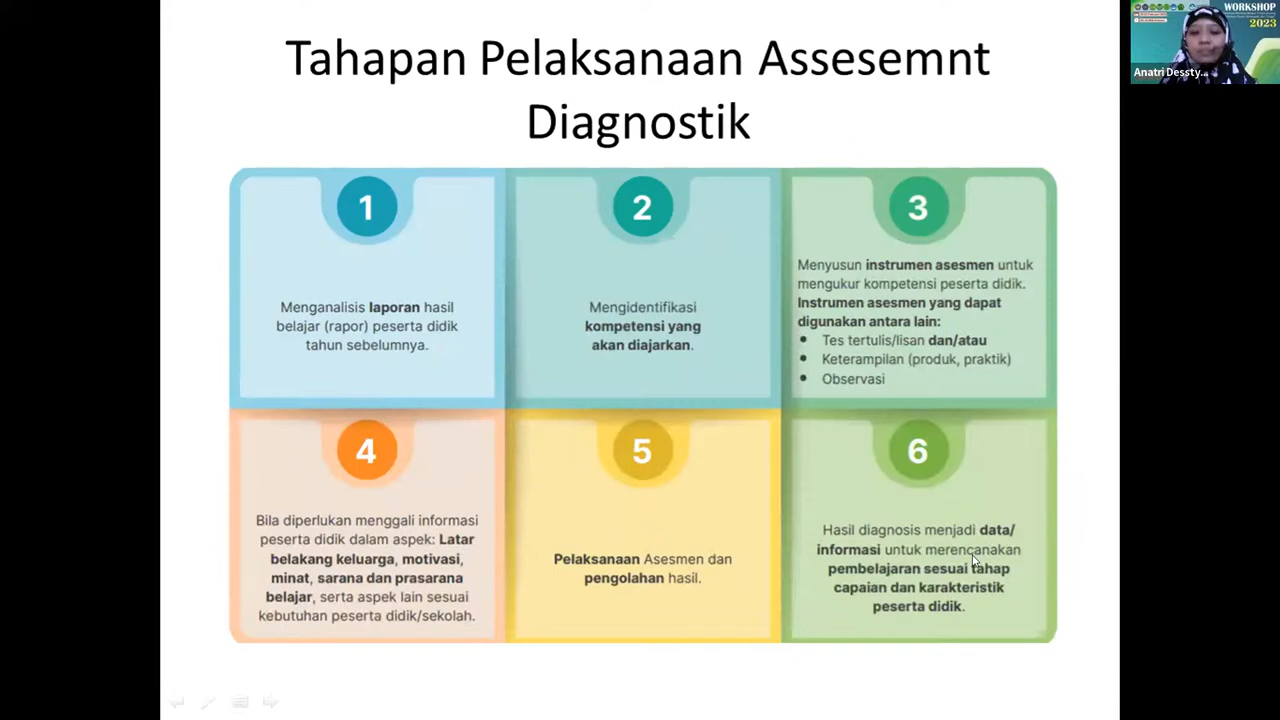 Tahapan Pelaksanaan Assesemnt
Diagnostik
WORKSHOP
2023
Anatri Dessty...
1
Menganalisis laporan hasil
belajar (rapor) peserta didik
tahun sebelumnya.
2
Mengidentifikasi
kompetensi yang
akan diajarkan.
3
Menyusun instrumen asesmen untuk
mengukur kompetensi peserta didik.
Instrumen asesmen yang dapat
digunakan antara lain:
• Tes tertulis/lisan dan/atau
• Keterampilan (produk, praktik)
• Observasi
4
Bila diperlukan menggali informasi
peserta didik dalam aspek: Latar
belakang keluarga, motivasi,
minat, sarana dan prasarana
belajar, serta aspek lain sesuai
kebutuhan peserta didik/sekolah.
5
Pelaksanaan Asesmen dan
pengolahan hasil.
6
Hasil diagnosis menjadi data/
informasi untuk merencanakan
pembelajaran sesuai tahap
capaian dan karakteristik
peserta didik.